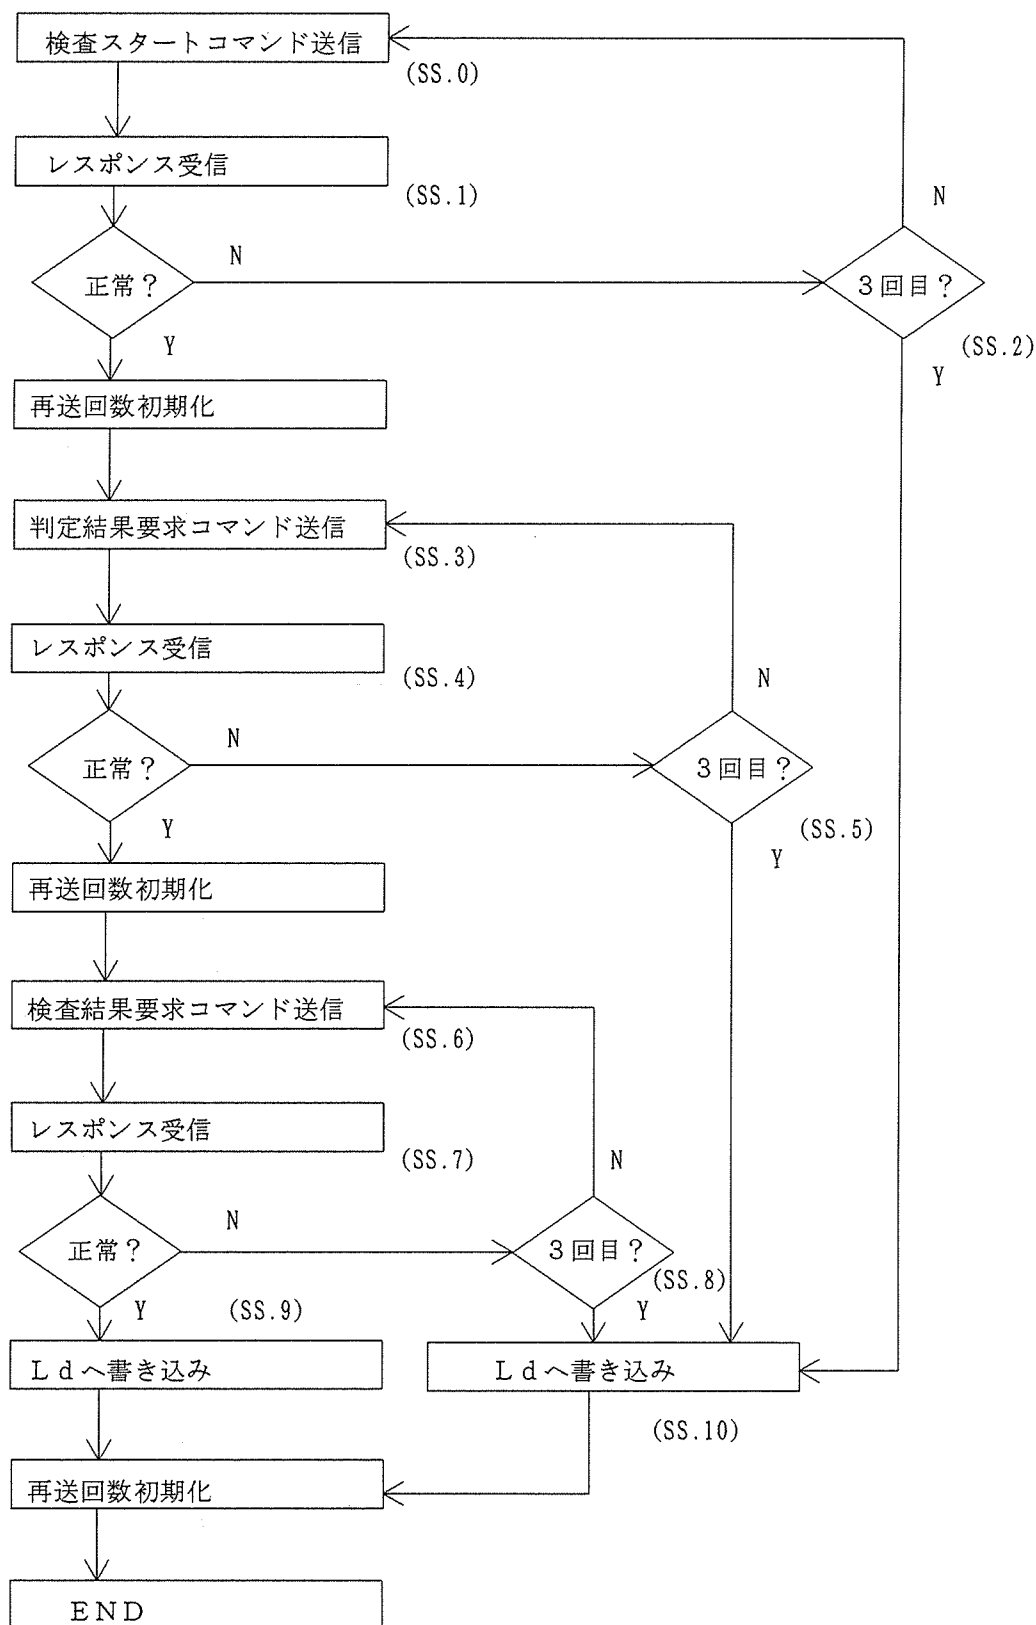 検査スタートコマンド送信
(SS.0)
レスポンス受信
(SS.1)
N
N
正常？
3回目？
Y
(SS.2)
Y
再送回数初期化
判定結果要求コマンド送信
(SS.3)
レスポンス受信
(SS.4)
N
N
正常？
3回目？
Y
(SS.5)
Y
再送回数初期化
検査結果要求コマンド送信
(SS.6)
レスポンス受信
(SS.7)
N
N
正常？
3回目？
(SS.8)
Y
(SS.9)
Y
Ｌｄへ書き込み
Ｌｄへ書き込み
(SS.10)
再送回数初期化
ＥＮＤ